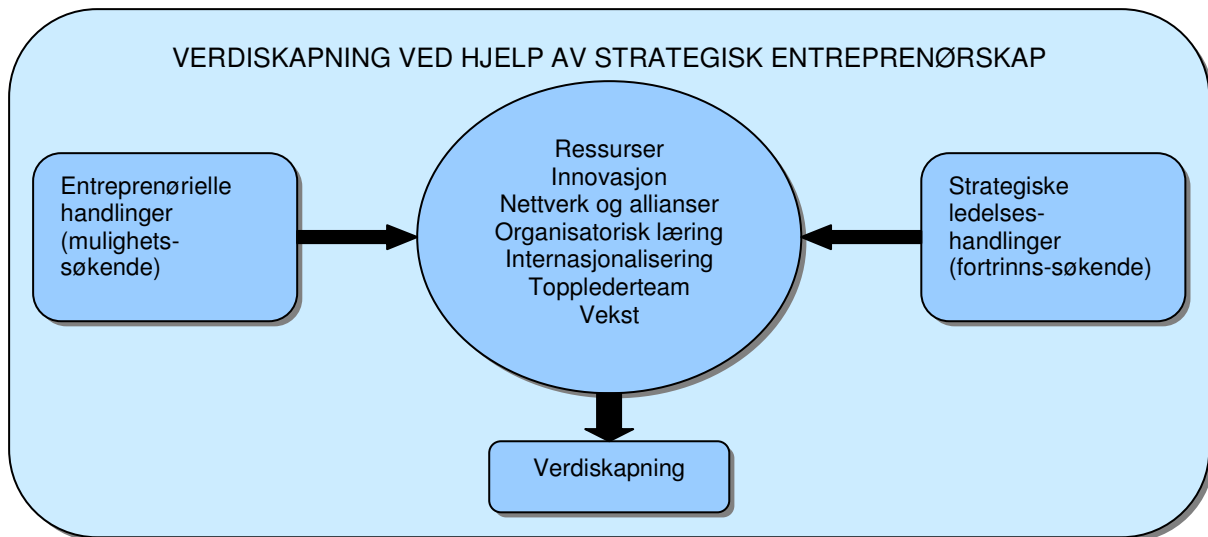 VERDISKAPNING VED HJELP AV STRATEGISK ENTREPRENØRSKAP
Entreprenørielle
handlinger
(mulighets-
søkende)
Ressurser
Innovasjon
Nettverk og allianser
Organisatorisk læring
Internasjonalisering
Topplederteam
Vekst
Strategiske
ledelses-
handlinger
(fortrinns-søkende)
Verdiskapning